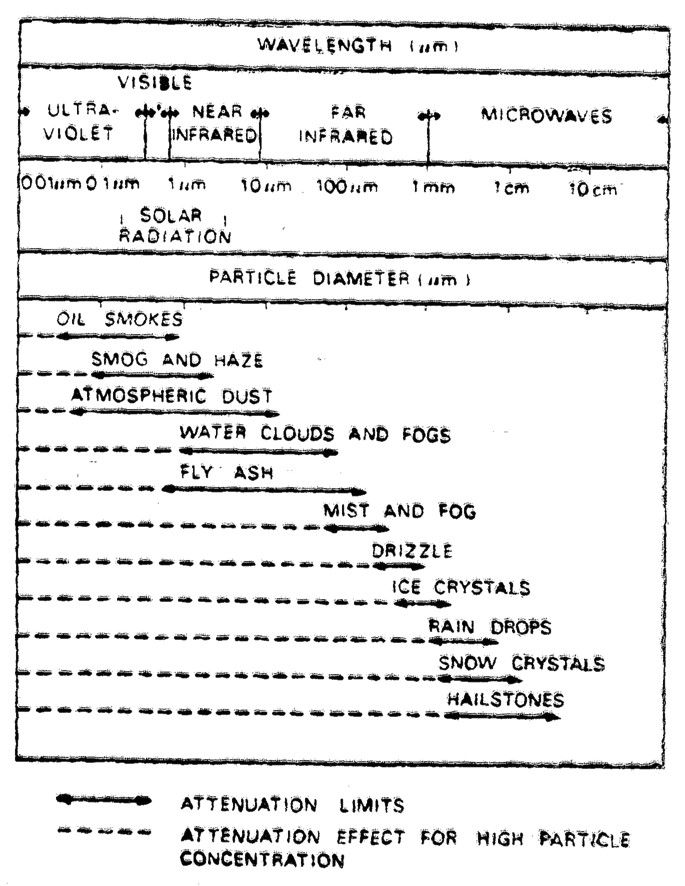 WAVELENGTH (µm)
VISIBLE
ULTRA-
VIOLET
NEAR
INFRARED
FAR
INFRARED
MICROWAVES
001µm 01µm 1µm 10µm 100µm 1mm 1cm 10cm
SOLAR
RADIATION
PARTICLE DIAMETER (µm)
OIL SMOKES
SMOG AND HAZE
ATMOSPHERIC DUST
WATER CLOUDS AND FOGS
FLY ASH
MIST AND FOG
DRIZZLE
ICE CRYSTALS
RAIN DROPS
SNOW CRYSTALS
HAILSTONES
ATTENUATION LIMITS
ATTENUATION EFFECT FOR HIGH PARTICLE
CONCENTRATION